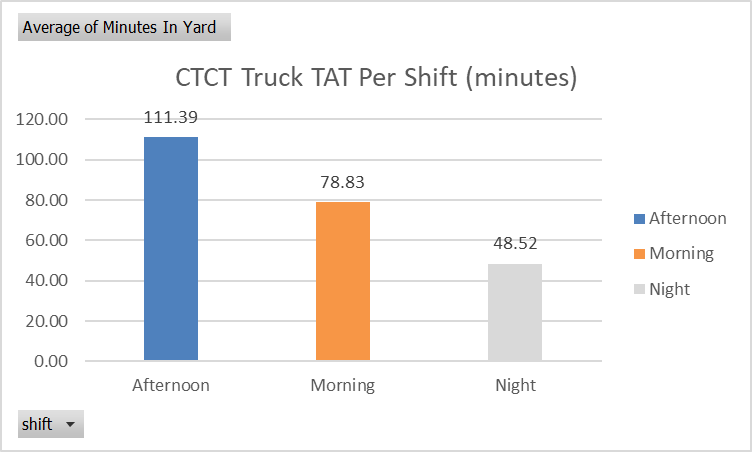 Average of Minutes In Yard
CTCT Truck TAT Per Shift (minutes)
120.00
100.00
80.00
60.00
40.00
20.00
0.00
111.39
78.83
48.52
Afternoon
Morning
Night
Afternoon
Morning
Night
shift